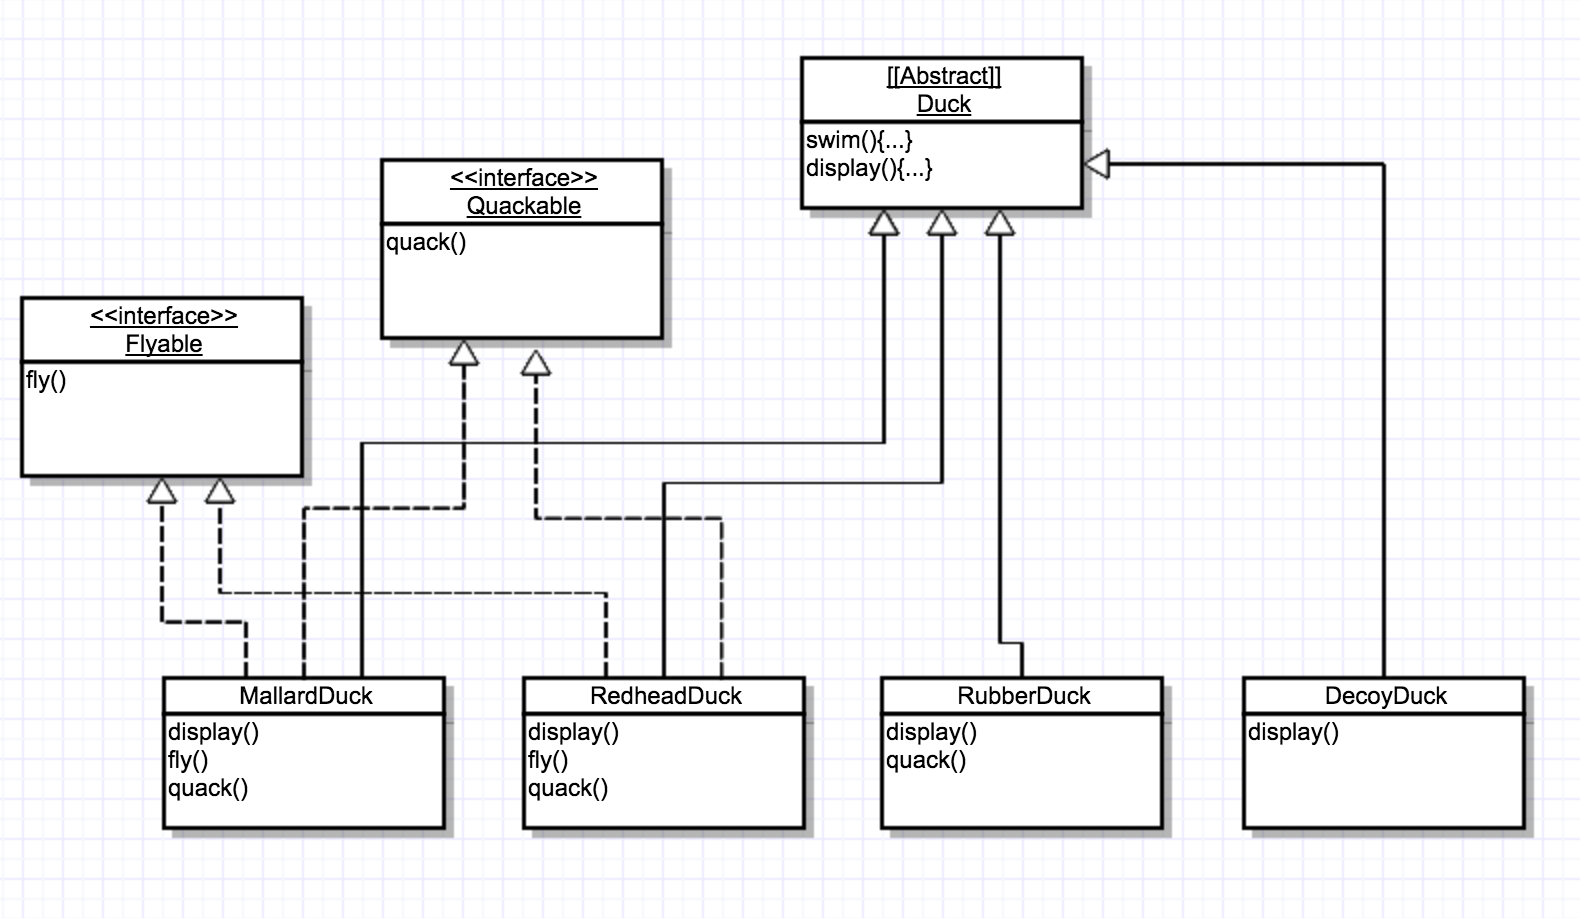 [[Abstract]]
Duck
swim(){...}
display(){...}
<<interface>>
Quackable
quack()
<<interface>>
Flyable
fly()
MallardDuck
display()
fly()
quack()
RedheadDuck
display()
fly()
quack()
RubberDuck
display()
quack()
DecoyDuck
display()